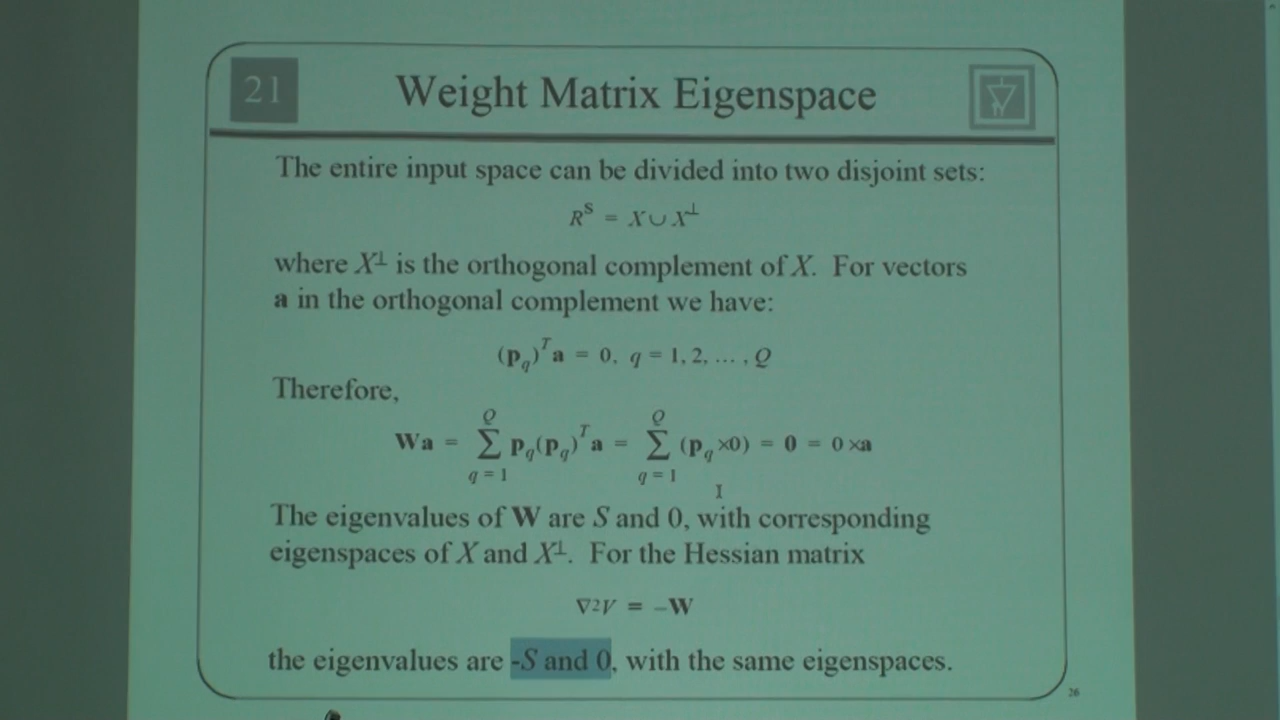 21
Weight Matrix Eigenspace
The entire input space can be divided into two disjoint sets:
R^S = X ∪ X^⊥
where X^⊥ is the orthogonal complement of X. For vectors
a in the orthogonal complement we have:
(p_q)^T a = 0, q = 1, 2, … , Q
Therefore,
Wa = ∑_{q = 1}^{Q} p_q(p_q)^T a = ∑_{q = 1}^{Q} (p_q ×0) = 0 = 0 ×a
The eigenvalues of W are S and 0, with corresponding
eigenspaces of X and X^⊥. For the Hessian matrix
∇²V = –W
the eigenvalues are -S and 0, with the same eigenspaces.
26